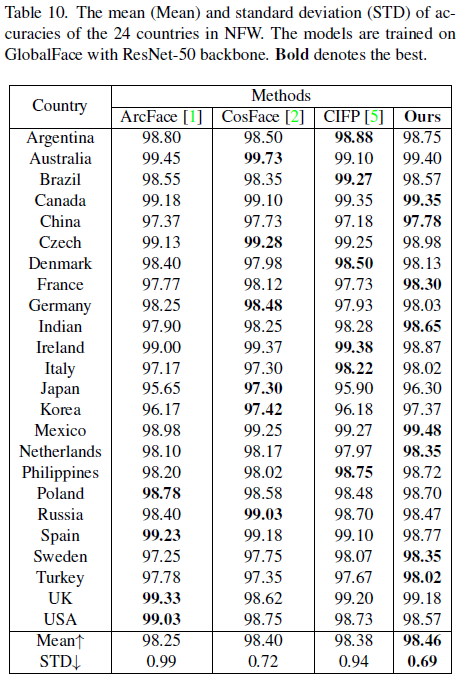 Table 10. The mean (Mean) and standard deviation (STD) of ac-
curacies of the 24 countries in NFW. The models are trained on
GlobalFace with ResNet-50 backbone. Bold denotes the best.
Country Methods
ArcFace [1] CosFace [2] CIFP [5] Ours
Argentina 98.80 98.50 98.88 98.75
Australia 99.45 99.73 99.10 99.40
Brazil 98.55 98.35 99.27 98.57
Canada 99.18 99.10 99.35 99.35
China 97.37 97.73 97.18 97.78
Czech 99.13 99.28 99.25 98.98
Denmark 98.40 97.98 98.50 98.13
France 97.77 98.12 97.73 98.30
Germany 98.25 98.48 97.93 98.03
Indian 97.90 98.25 98.28 98.65
Ireland 99.00 99.37 99.38 98.87
Italy 97.17 97.30 98.22 98.02
Japan 95.65 97.30 95.90 96.30
Korea 96.17 97.42 96.18 97.37
Mexico 98.98 99.25 99.27 99.48
Netherlands 98.10 98.17 97.97 98.35
Philippines 98.20 98.02 98.75 98.72
Poland 98.78 98.58 98.48 98.70
Russia 98.40 99.03 98.70 98.47
Spain 99.23 99.18 99.10 98.77
Sweden 97.25 97.75 98.07 98.35
Turkey 97.78 97.35 97.67 98.02
UK 99.33 98.62 99.20 99.18
USA 99.03 98.75 98.73 98.57
Mean↑ 98.25 98.40 98.38 98.46
STD↓ 0.99 0.72 0.94 0.69